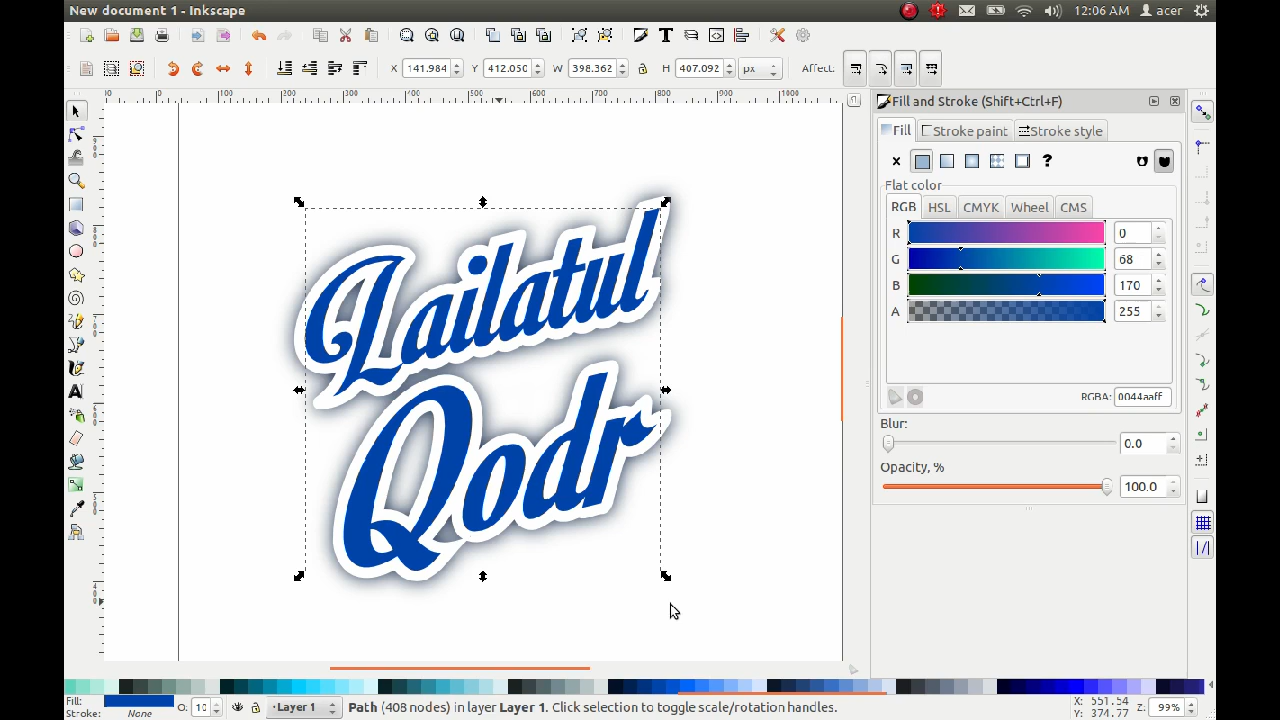 New document 1 - Inkscape
12:06 AM acer
X 141.984 Y 412.050 W 398.362 H 407.092 px Affect:
Fill and Stroke (Shift+Ctrl+F)
Fill Stroke paint Stroke style
?
Flat color
RGB HSL CMYK Wheel CMS
R 0
G 68
B 170
A 255
RGBA: 0044aaff
Blur:
0.0
Opacity, %
100.0
Lailatul
Qodr
Fill:
Stroke: None
O: 10
Layer 1
Path (408 nodes) in layer Layer 1. Click selection to toggle scale/rotation handles.
X: 551.54
Y: 374.77
Z: 99%